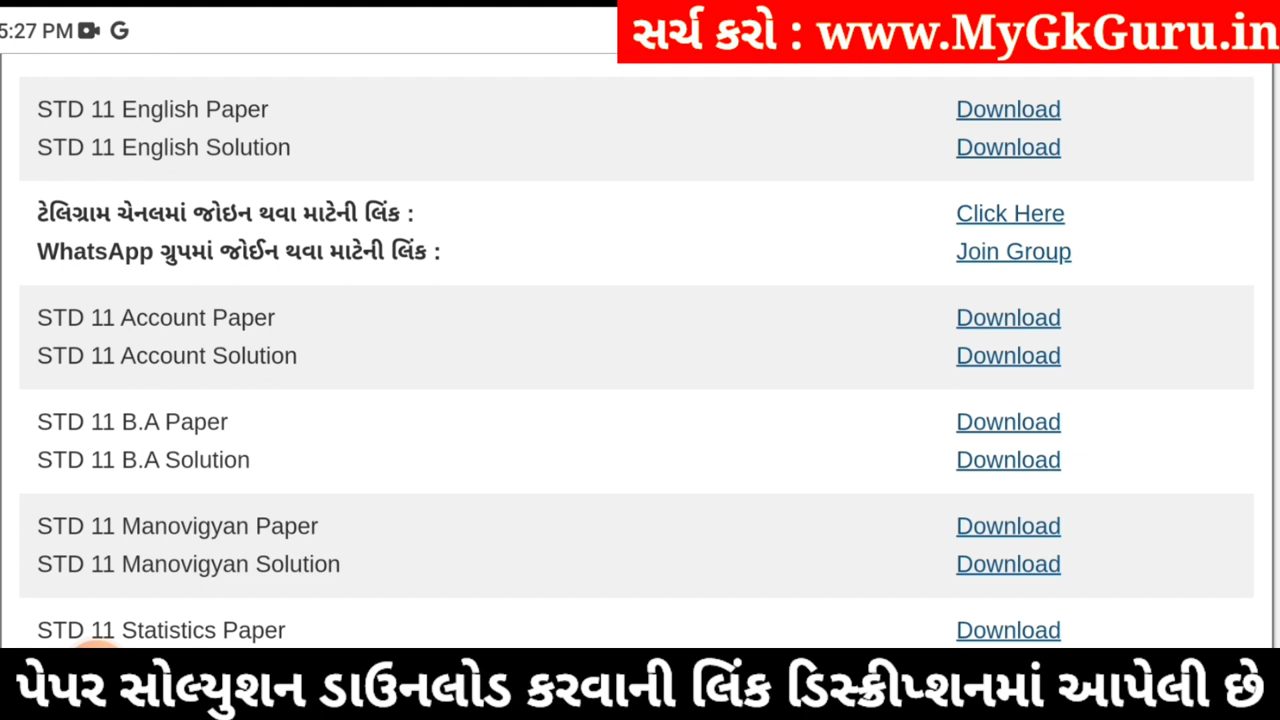 5:27 PM
સર્ચ કરો : www.MyGkGuru.in
STD 11 English Paper Download
STD 11 English Solution Download
ટેલિગ્રામ ચેનલમાં જોઇન થવા માટેની લિંક : Click Here
WhatsApp ગ્રુપમાં જોઈન થવા માટેની લિંક : Join Group
STD 11 Account Paper Download
STD 11 Account Solution Download
STD 11 B.A Paper Download
STD 11 B.A Solution Download
STD 11 Manovigyan Paper Download
STD 11 Manovigyan Solution Download
STD 11 Statistics Paper Download
પેપર સોલ્યુશન ડાઉનલોડ કરવાની લિંક ડિસ્ક્રીપ્શનમાં આપેલી છે